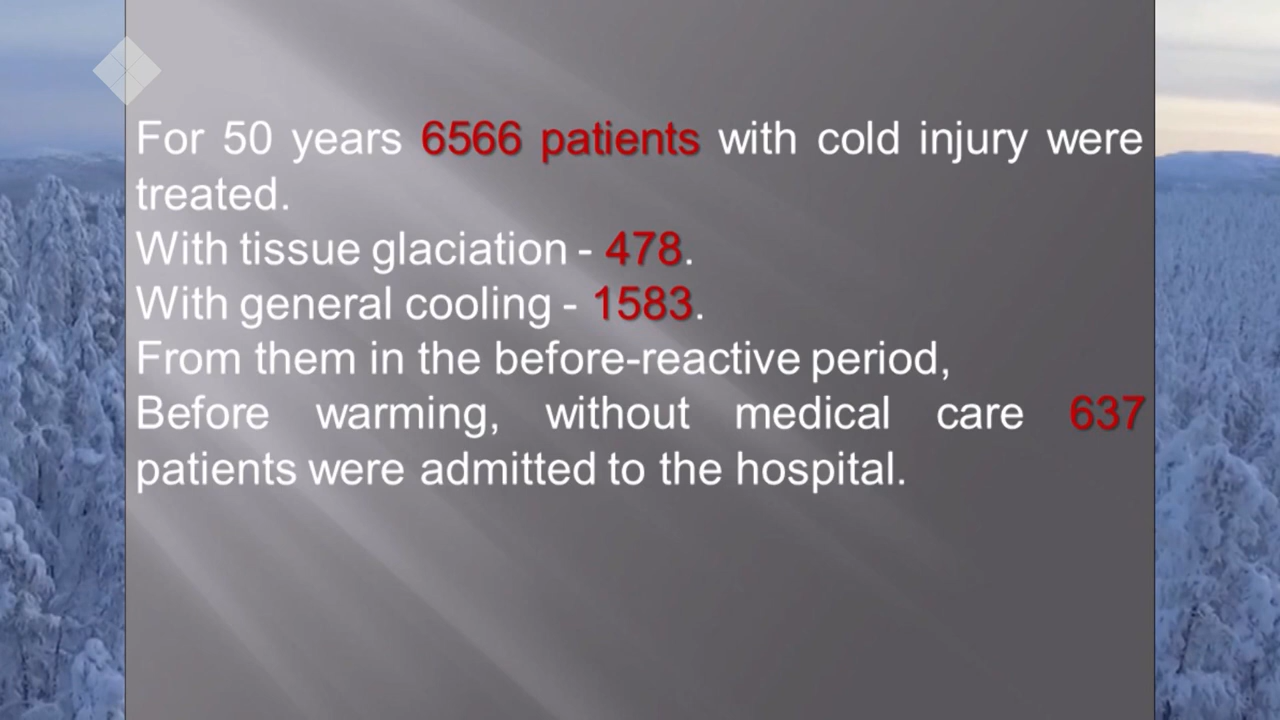 For 50 years 6566 patients with cold injury were
treated.
With tissue glaciation - 478.
With general cooling - 1583.
From them in the before-reactive period,
Before warming, without medical care 637
patients were admitted to the hospital.